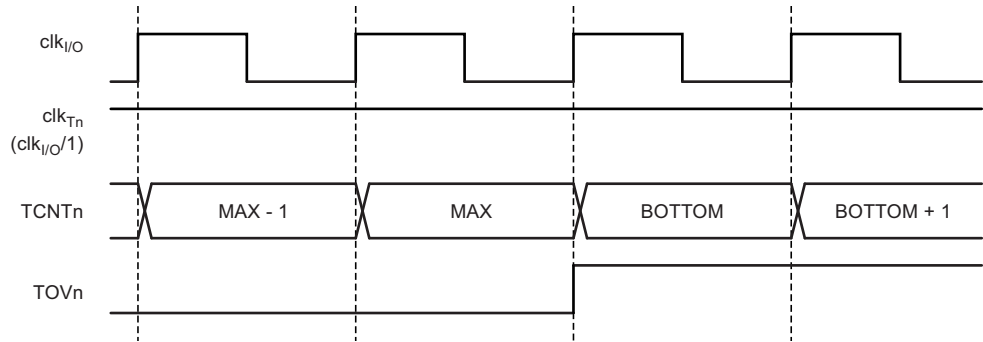 clkI/O
clkTn
(clkI/O/1)
TCNTn
MAX - 1
MAX
BOTTOM
BOTTOM + 1
TOVn